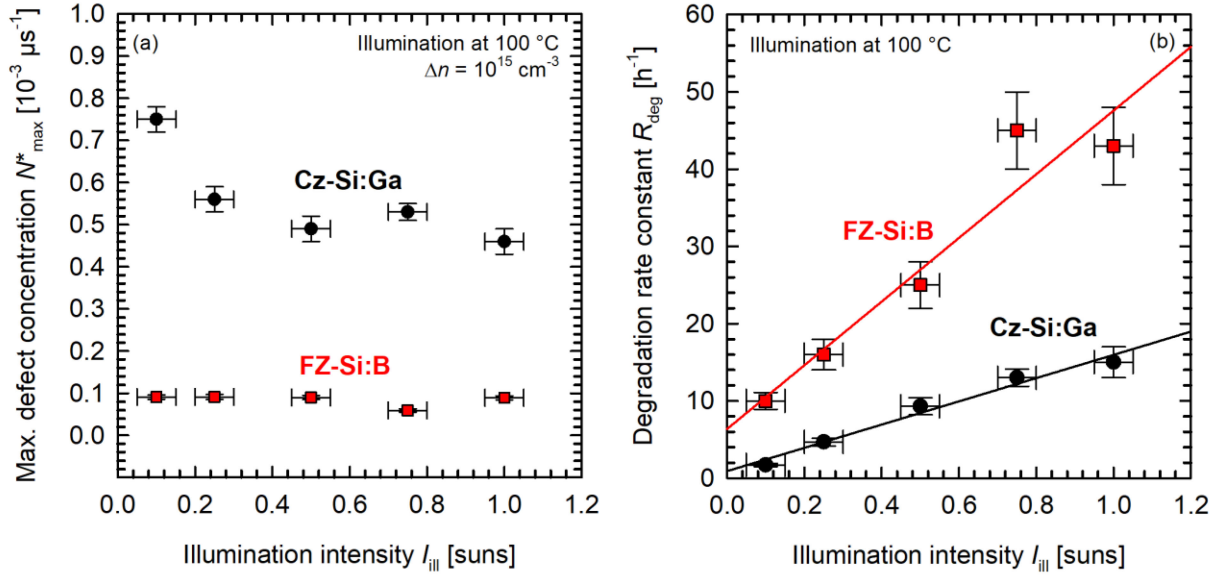 (a)
Illumination at 100 °C
Δn = 10¹⁵ cm⁻³
Max. defect concentration N*max [10⁻³ µs⁻¹]
1.0
0.9
0.8
0.7
0.6
0.5
0.4
0.3
0.2
0.1
0.0
Cz-Si:Ga
FZ-Si:B
0.0 0.2 0.4 0.6 0.8 1.0 1.2
Illumination intensity Iill [suns]
Illumination at 100 °C
(b)
Degradation rate constant Rdeg [h⁻¹]
60
50
40
30
20
10
0
FZ-Si:B
Cz-Si:Ga
0.0 0.2 0.4 0.6 0.8 1.0 1.2
Illumination intensity Iill [suns]